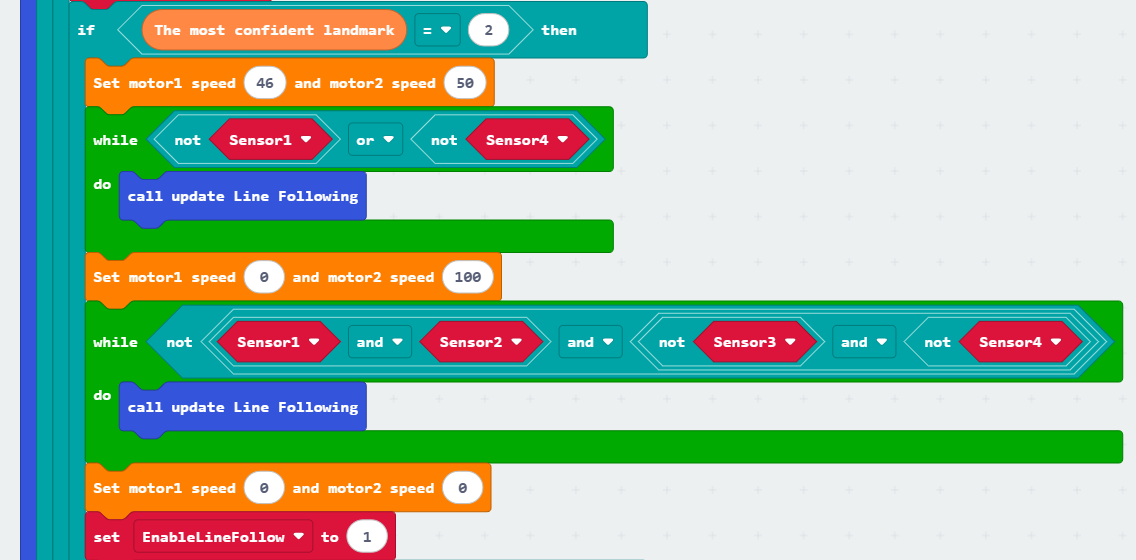 if The most confident landmark = 2 then
Set motor1 speed 46 and motor2 speed 50
while not Sensor1 or not Sensor4
do call update Line Following
Set motor1 speed 0 and motor2 speed 100
while not Sensor1 and Sensor2 and not Sensor3 and not Sensor4
do call update Line Following
Set motor1 speed 0 and motor2 speed 0
set EnableLineFollow to 1